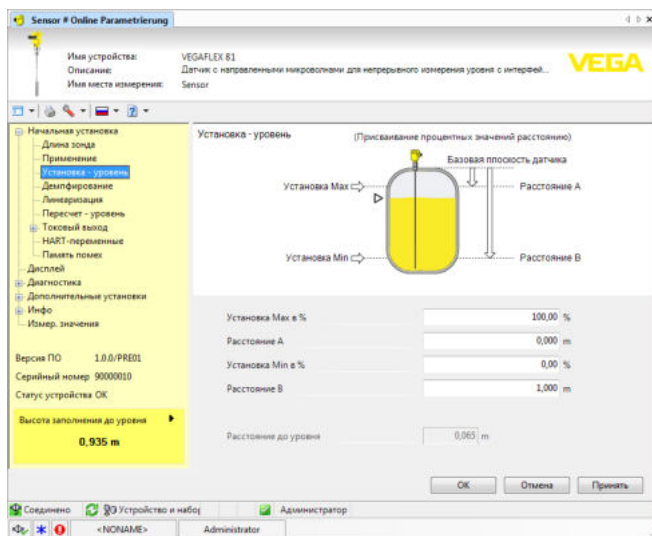 Sensor # Online Parametrierung
Имя устройства: VEGAFLEX 81
Описание: Датчик с направленными микроволнами для непрерывного измерения уровня с интерфей...
Имя места измерения: Sensor
VEGA
Начальная установка
Длина зонда
Применение
Установка - уровень
Демпфирование
Линеаризация
Пересчет - уровень
Токовый выход
HART-переменные
Память помех
Дисплей
Диагностика
Дополнительные установки
Инфо
Измер. значения
Версия ПО 1.0.0/PRE01
Серийный номер 90000010
Статус устройства OK
Высота заполнения до уровня
0,935 m
Установка - уровень (Присваивание процентных значений расстоянию)
Базовая плоскость датчика
Установка Max Расстояние A
Установка Min Расстояние B
Установка Max в % 100,00 %
Расстояние A 0,000 m
Установка Min в % 0,00 %
Расстояние B 1,000 m
Расстояние до уровня 0,065 m
OK Отмена Принять
Соединено Устройство и набо Администратор
<NONAME> Administrator